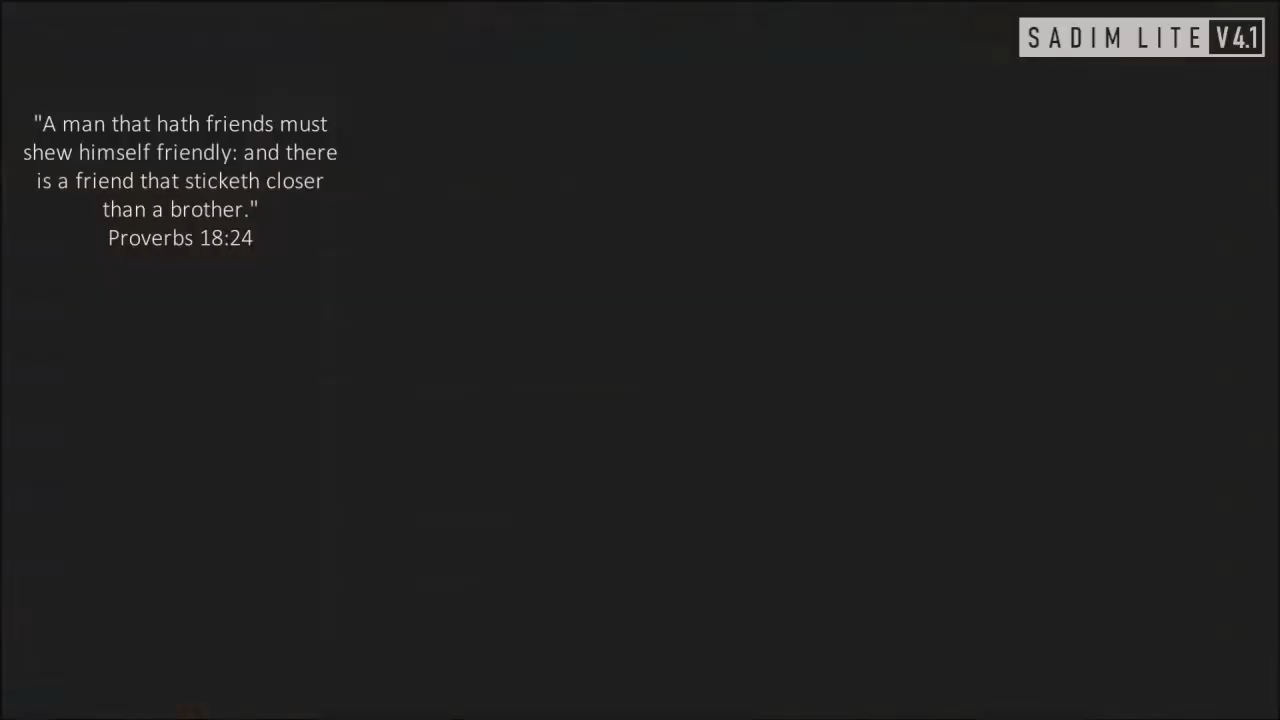 SADIM LITE V4.1
"A man that hath friends must
shew himself friendly: and there
is a friend that sticketh closer
than a brother."
Proverbs 18:24